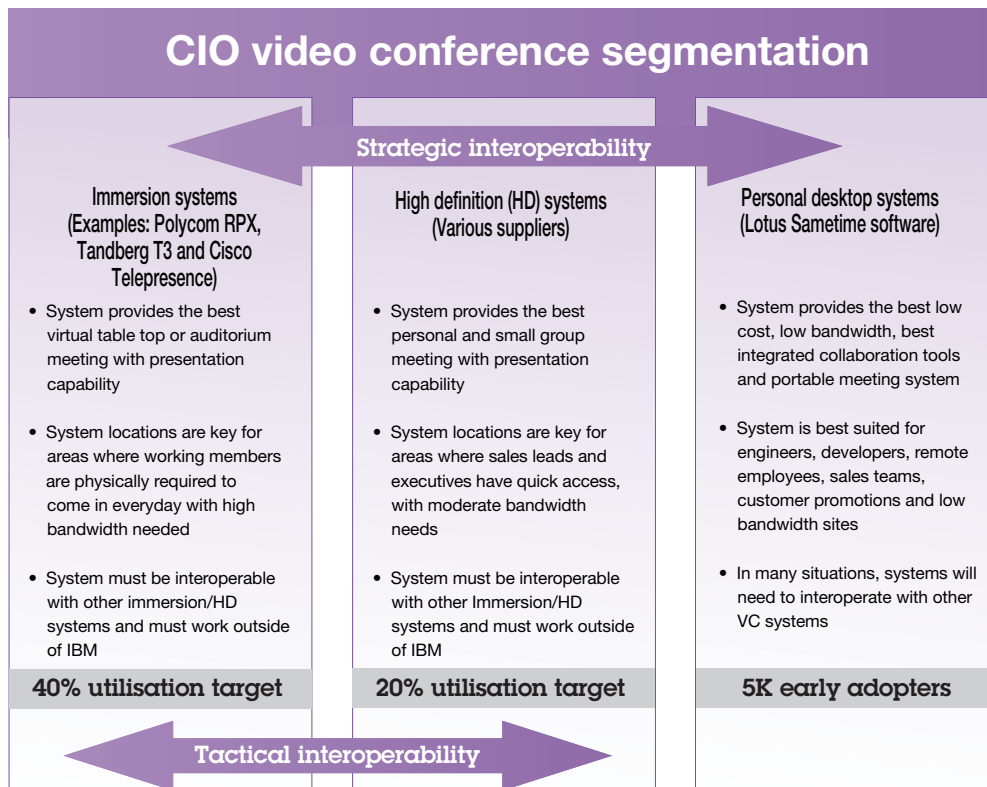 CIO video conference segmentation
Strategic interoperability
Immersion systems
(Examples: Polycom RPX,
Tandberg T3 and Cisco
Telepresence)
• System provides the best
virtual table top or auditorium
meeting with presentation
capability
• System locations are key for
areas where working members
are physically required to
come in everyday with high
bandwidth needed
• System must be interoperable
with other immersion/HD
systems and must work outside
of IBM
40% utilisation target
High definition (HD) systems
(Various suppliers)
• System provides the best
personal and small group
meeting with presentation
capability
• System locations are key for
areas where sales leads and
executives have quick access,
with moderate bandwidth
needs
• System must be interoperable
with other Immersion/HD
systems and must work outside
of IBM
20% utilisation target
Personal desktop systems
(Lotus Sametime software)
• System provides the best low
cost, low bandwidth, best
integrated collaboration tools
and portable meeting system
• System is best suited for
engineers, developers, remote
employees, sales teams,
customer promotions and low
bandwidth sites
• In many situations, systems will
need to interoperate with other
VC systems
5K early adopters
Tactical interoperability